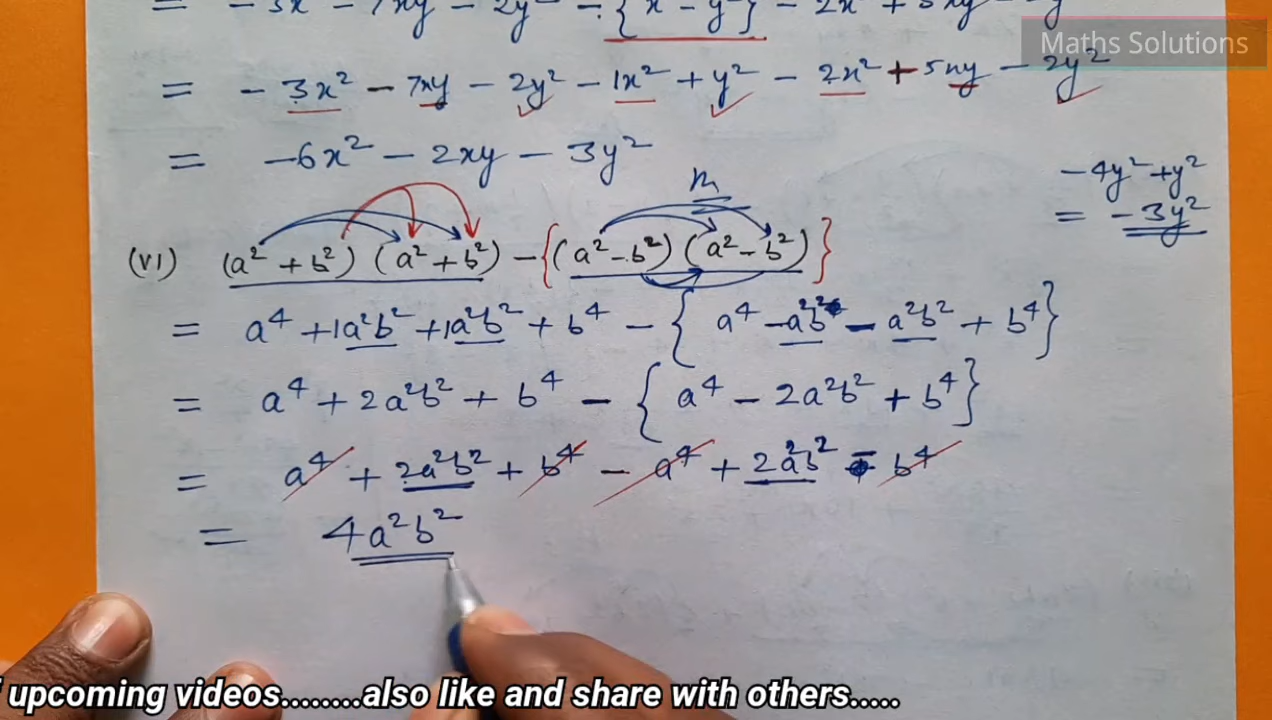 Maths Solutions
= - 3x² - 7xy - 2y² - 1x² + y² - 2x² + 5xy - 2y²
= -6x² - 2xy - 3y²
-4y² + y²
= -3y²
m
(VI) (a² + b²) (a² + b²) - {(a² - b²) (a² - b²)}
= a⁴ + 1a²b² + 1a²b² + b⁴ - { a⁴ - a²b² - a²b² + b⁴}
= a⁴ + 2a²b² + b⁴ - { a⁴ - 2a²b² + b⁴}
= a⁴ + 2a²b² + b⁴ - a⁴ + 2a²b² - b⁴
= 4a²b²
upcoming videos........also like and share with others.....